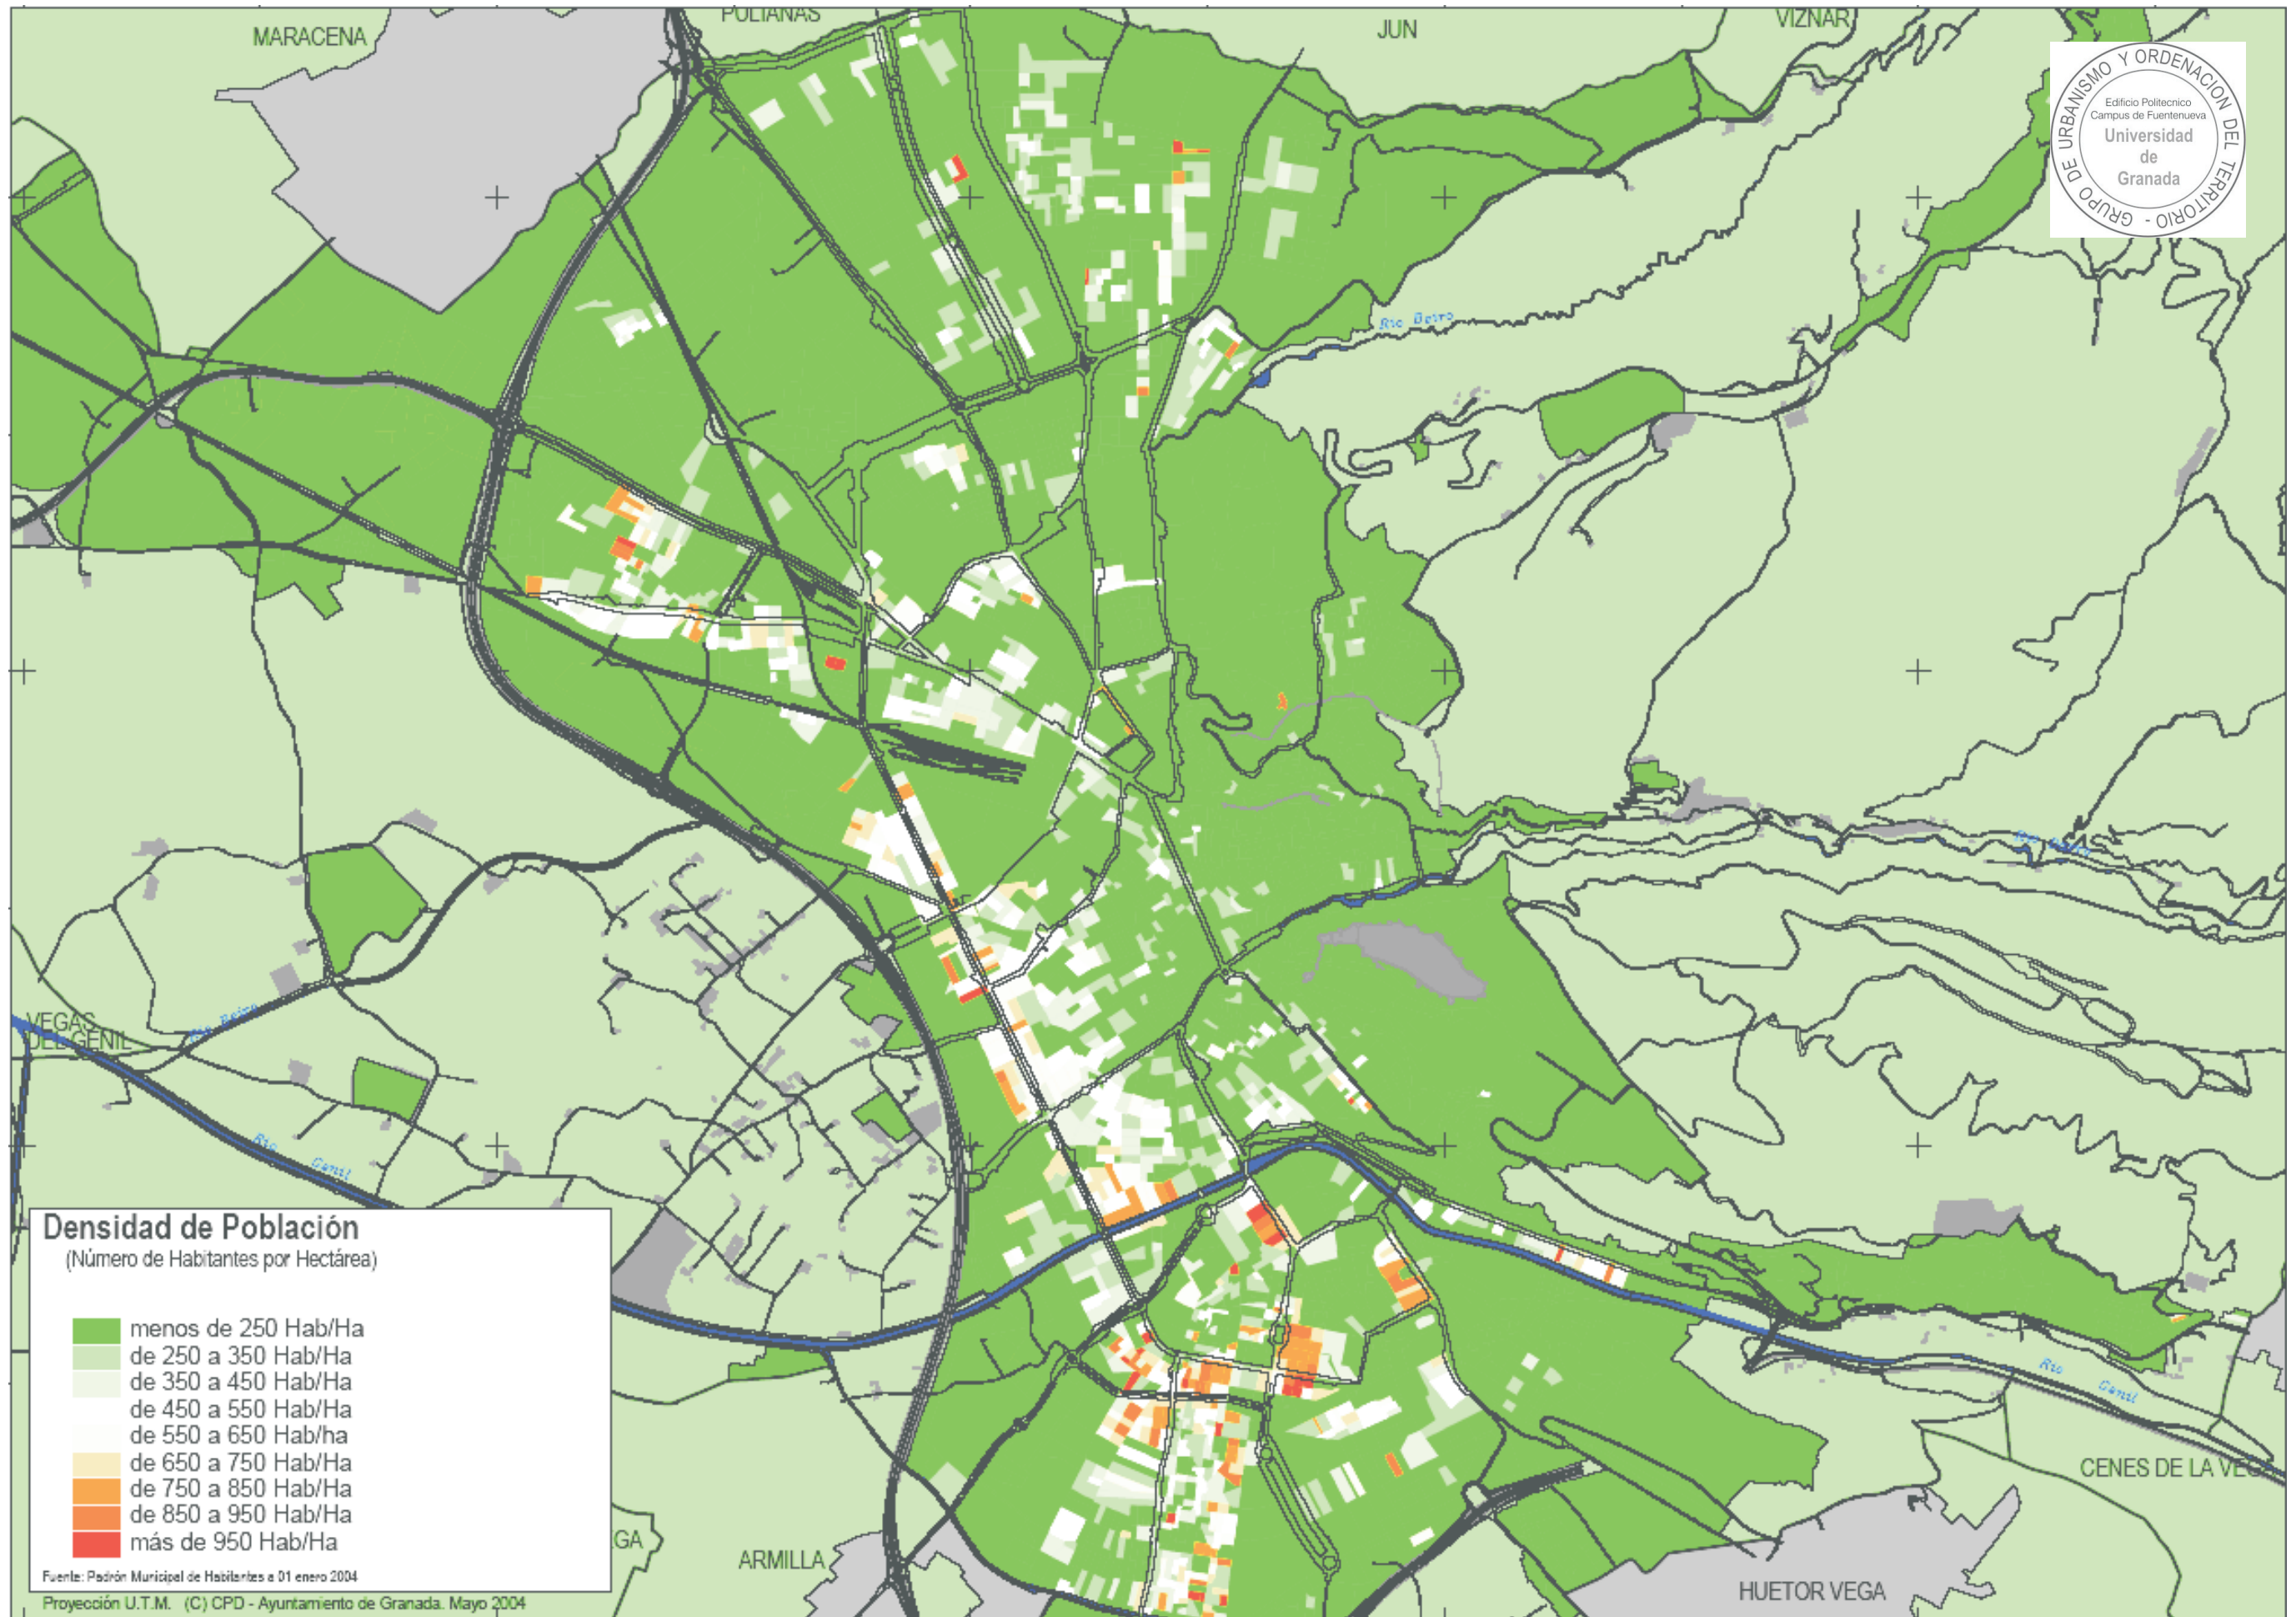 MARACENA
PULIANAS
JUN
VIZNAR
GRUPO DE URBANISMO Y ORDENACION DEL TERRITORIO -
Edificio Politecnico
Campus de Fuentenueva
Universidad
de
Granada
Rio Beiro
VEGAS
DEL GENIL
Rio Beiro
Rio Genil
Rio Genil
CENES DE LA VEGA
HUETOR VEGA
ARMILLA
EGA
Densidad de Población
(Número de Habitantes por Hectárea)
menos de 250 Hab/Ha
de 250 a 350 Hab/Ha
de 350 a 450 Hab/Ha
de 450 a 550 Hab/Ha
de 550 a 650 Hab/ha
de 650 a 750 Hab/Ha
de 750 a 850 Hab/Ha
de 850 a 950 Hab/Ha
más de 950 Hab/Ha
Fuente: Padrón Municipal de Habitantes a 01 enero 2004
Proyección U.T.M. (C) CPD - Ayuntamiento de Granada. Mayo 2004